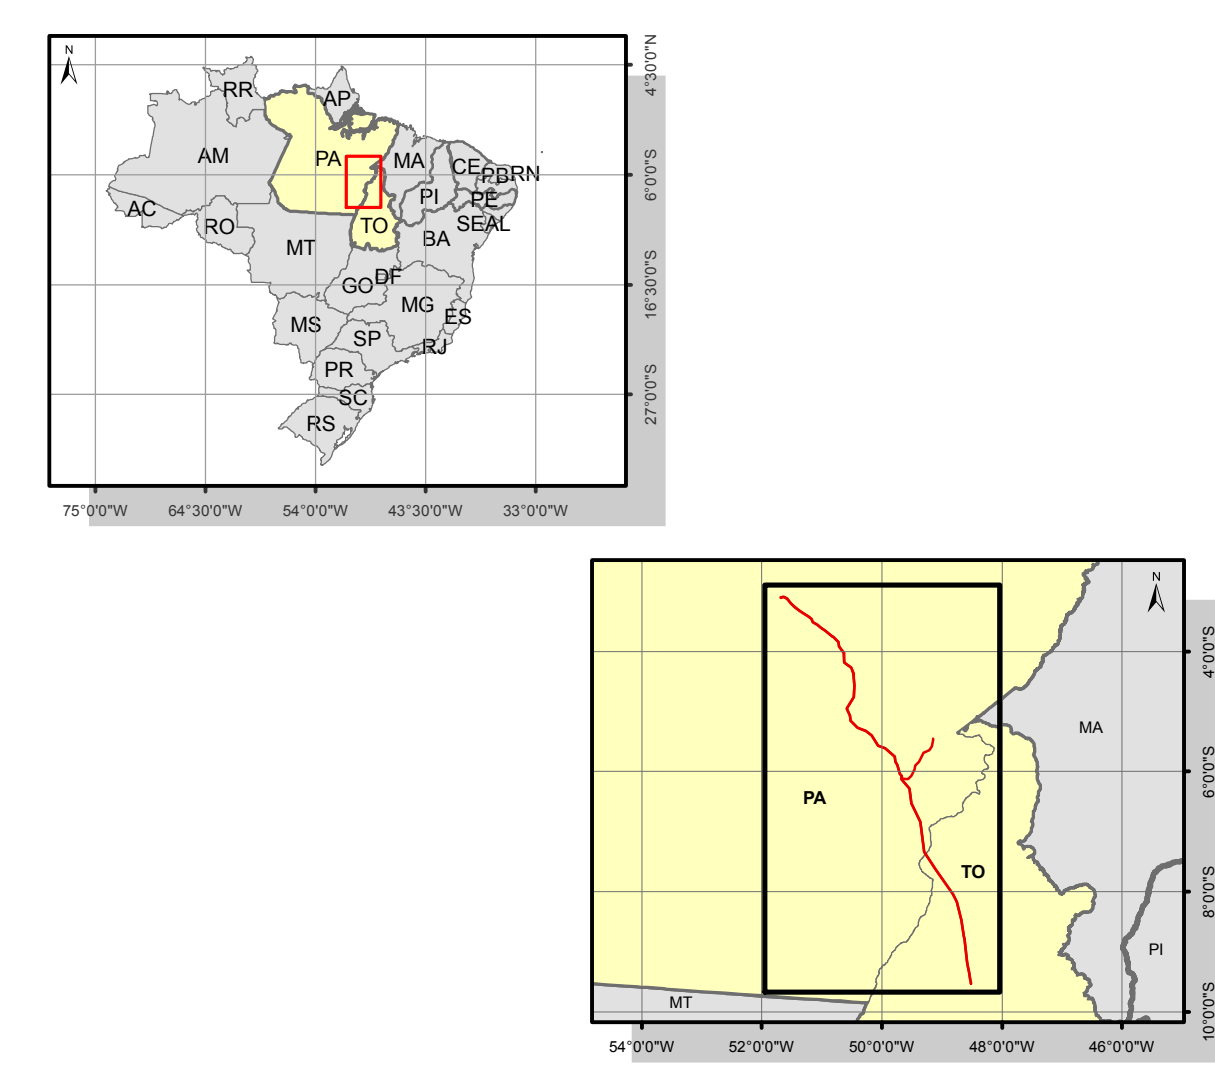 N
4°30'0"N
RR
AP
AM
PA
MA
CE
RN
PB
6°0'0"S
PI
PE
AC
RO
TO
SE
AL
MT
BA
GO
DF
16°30'0"S
MG
ES
MS
SP
RJ
PR
SC
27°0'0"S
RS
75°0'0"W 64°30'0"W 54°0'0"W 43°30'0"W 33°0'0"W
N
4°0'0"S
MA
6°0'0"S
PA
TO
8°0'0"S
PI
MT
10°0'0"S
54°0'0"W 52°0'0"W 50°0'0"W 48°0'0"W 46°0'0"W